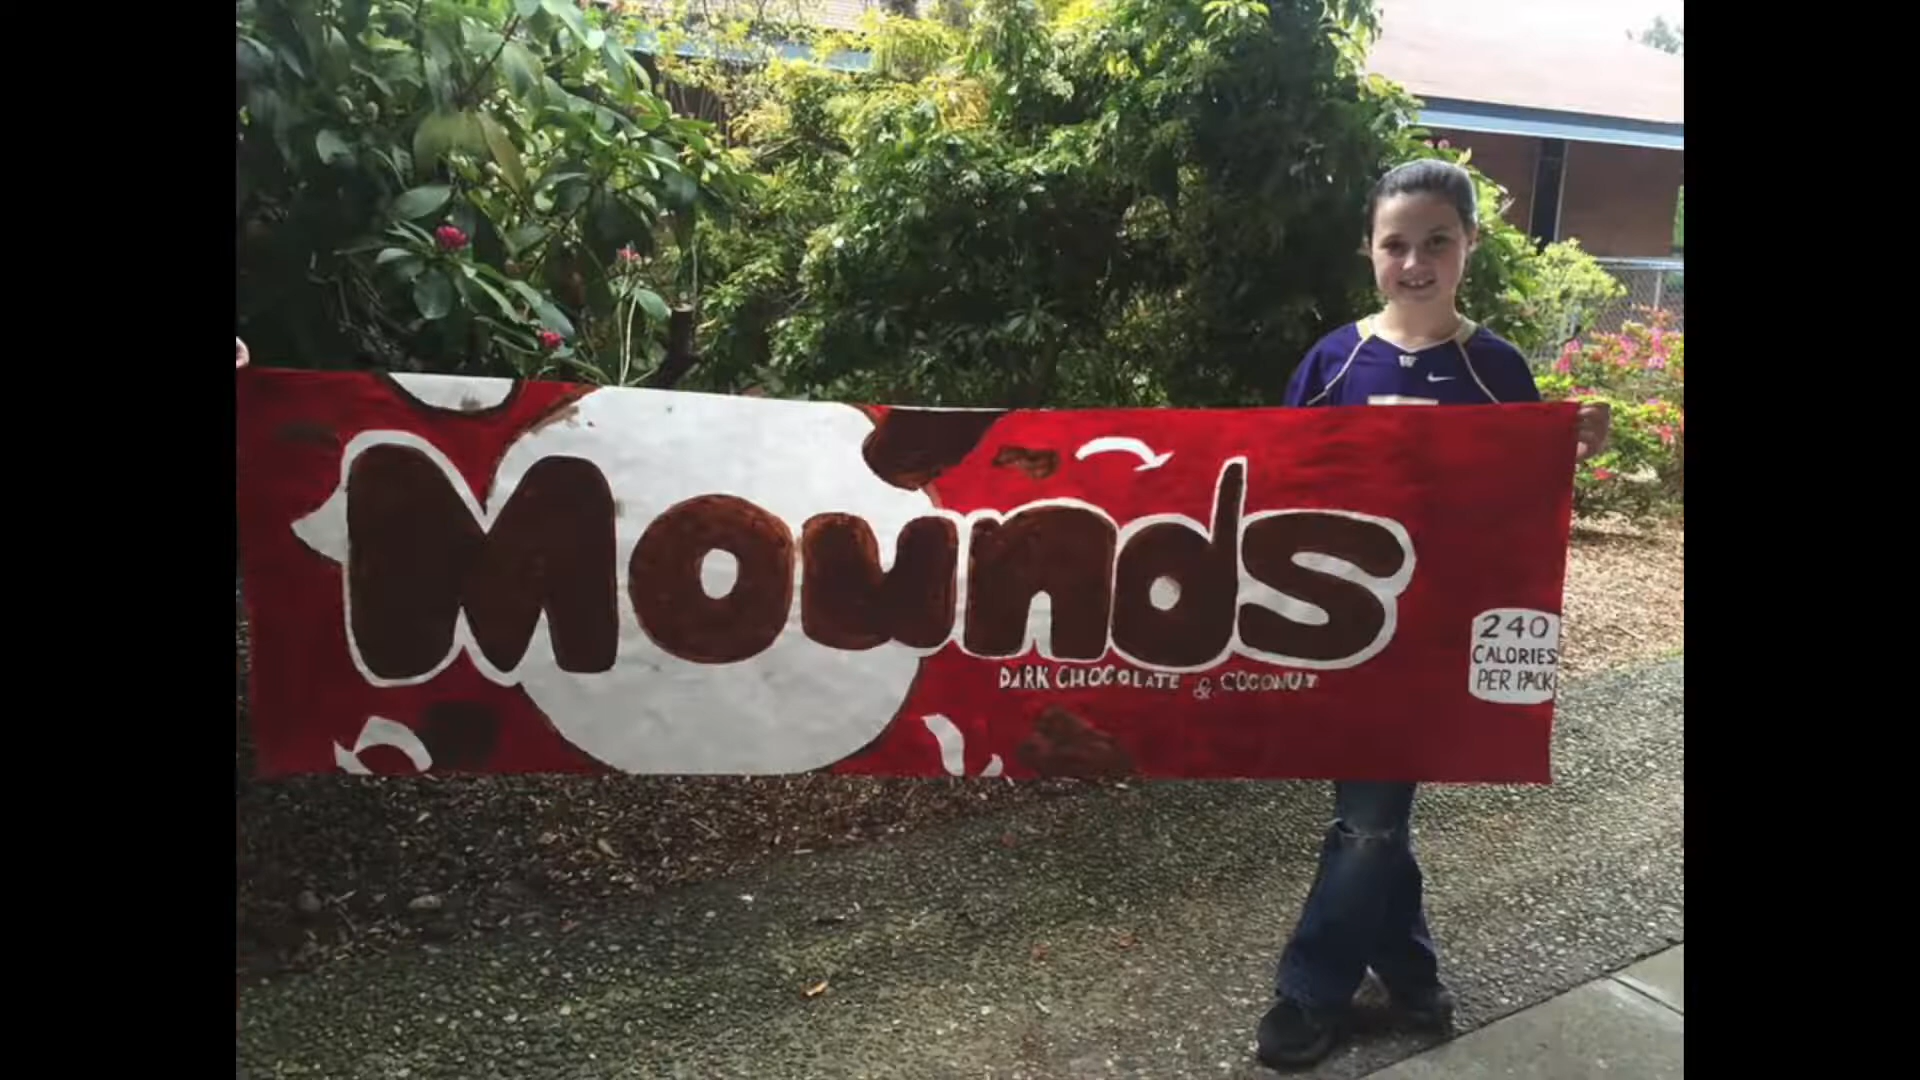 W
Mounds
DARK CHOCOLATE & COCONUT
240
CALORIES
PER PACK